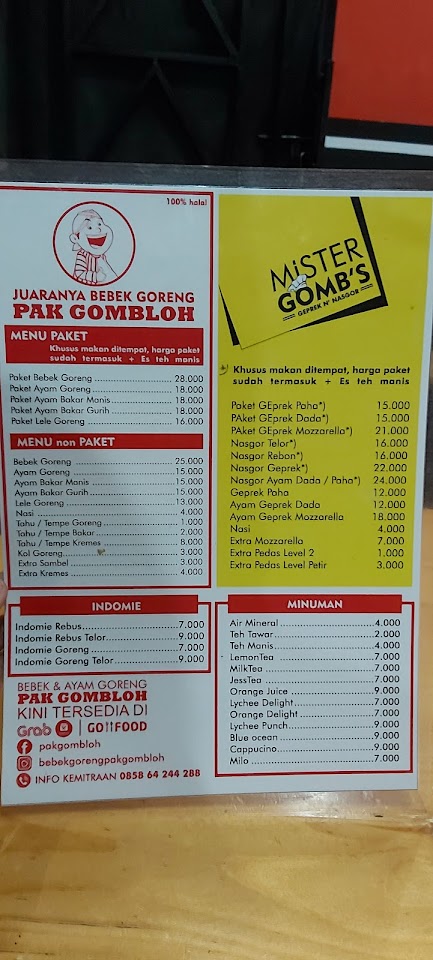 100% halal
JUARANYA BEBEK GORENG
PAK GOMBLOH
MENU PAKET
Khusus makan ditempat, harga paket
sudah termasuk + Es teh manis
Paket Bebek Goreng 28.000
Paket Ayam Goreng 18.000
Paket Ayam Bakar Manis 18.000
Paket Ayam Bakar Gurih 18.000
Paket Lele Goreng 16.000
MENU non PAKET
Bebek Goreng 25.000
Ayam Goreng 15.000
Ayam Bakar Manis 15.000
Ayam Bakar Gurih 15.000
Lele Goreng 13.000
Nasi 4.000
Tahu / Tempe Goreng 1.000
Tahu / Tempe Bakar 2.000
Tahu / Tempe Kremes 8.000
Kol Goreng 3.000
Extra Sambel 3.000
Extra Kremes 4.000
INDOMIE
Indomie Rebus 7.000
Indomie Rebus Telor 9.000
Indomie Goreng 7.000
Indomie Goreng Telor 9.000
BEBEK & AYAM GORENG
PAK GOMBLOH
KINI TERSEDIA DI
Grab | GOFOOD
pakgombloh
bebekgorengpakgombloh
INFO KEMITRAAN 0858 64 244 288
MiSTER
GOMB'S
GEPREK N' NASGOR
Khusus makan ditempat, harga paket
sudah termasuk + Es teh manis
Paket GEprek Paha*) 15.000
PAket GEprek Dada*) 15.000
PAket GEprek Mozzarella*) 21.000
Nasgor Telor*) 16.000
Nasgor Rebon*) 16.000
Nasgor Geprek*) 22.000
Nasgor Ayam Dada / Paha*) 24.000
Geprek Paha 12.000
Ayam Geprek Dada 12.000
Ayam Geprek Mozzarella 18.000
Nasi 4.000
Extra Mozzarella 7.000
Extra Pedas Level 2 1.000
Extra Pedas Level Petir 3.000
MINUMAN
Air Mineral 4.000
Teh Tawar 2.000
Teh Manis 4.000
LemonTea 7.000
MilkTea 7.000
JessTea 7.000
Orange Juice 9.000
Lychee Delight 7.000
Orange Delight 7.000
Lychee Punch 9.000
Blue ocean 9.000
Cappucino 9.000
Milo 7.000